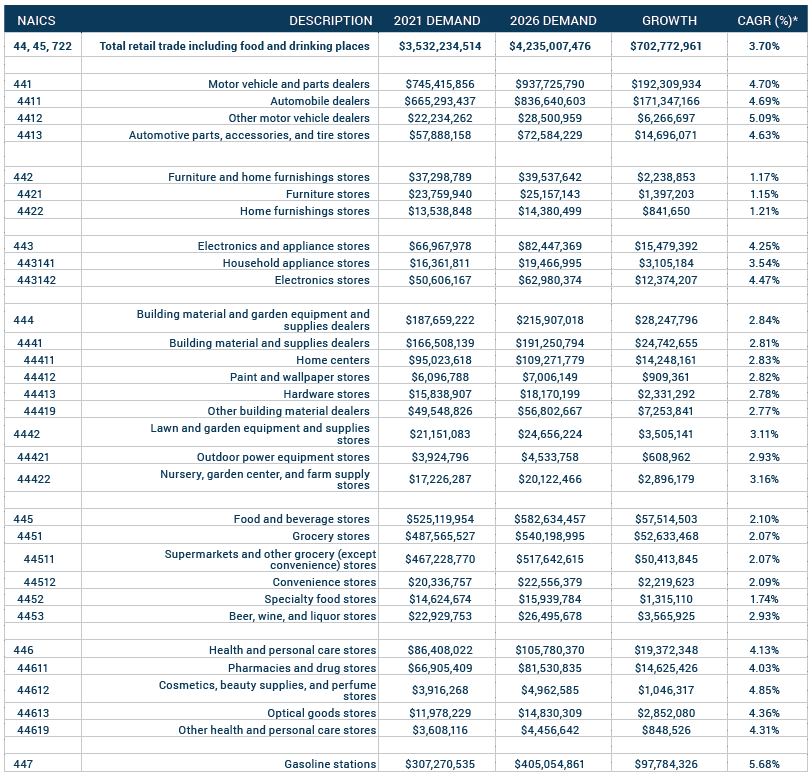 NAICS DESCRIPTION 2021 DEMAND 2026 DEMAND GROWTH CAGR (%)*
44, 45, 722 Total retail trade including food and drinking places $3,532,234,514 $4,235,007,476 $702,772,961 3.70%
441 Motor vehicle and parts dealers $745,415,856 $937,725,790 $192,309,934 4.70%
4411 Automobile dealers $665,293,437 $836,640,603 $171,347,166 4.69%
4412 Other motor vehicle dealers $22,234,262 $28,500,959 $6,266,697 5.09%
4413 Automotive parts, accessories, and tire stores $57,888,158 $72,584,229 $14,696,071 4.63%
442 Furniture and home furnishings stores $37,298,789 $39,537,642 $2,238,853 1.17%
4421 Furniture stores $23,759,940 $25,157,143 $1,397,203 1.15%
4422 Home furnishings stores $13,538,848 $14,380,499 $841,650 1.21%
443 Electronics and appliance stores $66,967,978 $82,447,369 $15,479,392 4.25%
443141 Household appliance stores $16,361,811 $19,466,995 $3,105,184 3.54%
443142 Electronics stores $50,606,167 $62,980,374 $12,374,207 4.47%
444 Building material and garden equipment and
supplies dealers $187,659,222 $215,907,018 $28,247,796 2.84%
4441 Building material and supplies dealers $166,508,139 $191,250,794 $24,742,655 2.81%
44411 Home centers $95,023,618 $109,271,779 $14,248,161 2.83%
44412 Paint and wallpaper stores $6,096,788 $7,006,149 $909,361 2.82%
44413 Hardware stores $15,838,907 $18,170,199 $2,331,292 2.78%
44419 Other building material dealers $49,548,826 $56,802,667 $7,253,841 2.77%
4442 Lawn and garden equipment and supplies
stores $21,151,083 $24,656,224 $3,505,141 3.11%
44421 Outdoor power equipment stores $3,924,796 $4,533,758 $608,962 2.93%
44422 Nursery, garden center, and farm supply
stores $17,226,287 $20,122,466 $2,896,179 3.16%
445 Food and beverage stores $525,119,954 $582,634,457 $57,514,503 2.10%
4451 Grocery stores $487,565,527 $540,198,995 $52,633,468 2.07%
44511 Supermarkets and other grocery (except
convenience) stores $467,228,770 $517,642,615 $50,413,845 2.07%
44512 Convenience stores $20,336,757 $22,556,379 $2,219,623 2.09%
4452 Specialty food stores $14,624,674 $15,939,784 $1,315,110 1.74%
4453 Beer, wine, and liquor stores $22,929,753 $26,495,678 $3,565,925 2.93%
446 Health and personal care stores $86,408,022 $105,780,370 $19,372,348 4.13%
44611 Pharmacies and drug stores $66,905,409 $81,530,835 $14,625,426 4.03%
44612 Cosmetics, beauty supplies, and perfume
stores $3,916,268 $4,962,585 $1,046,317 4.85%
44613 Optical goods stores $11,978,229 $14,830,309 $2,852,080 4.36%
44619 Other health and personal care stores $3,608,116 $4,456,642 $848,526 4.31%
447 Gasoline stations $307,270,535 $405,054,861 $97,784,326 5.68%